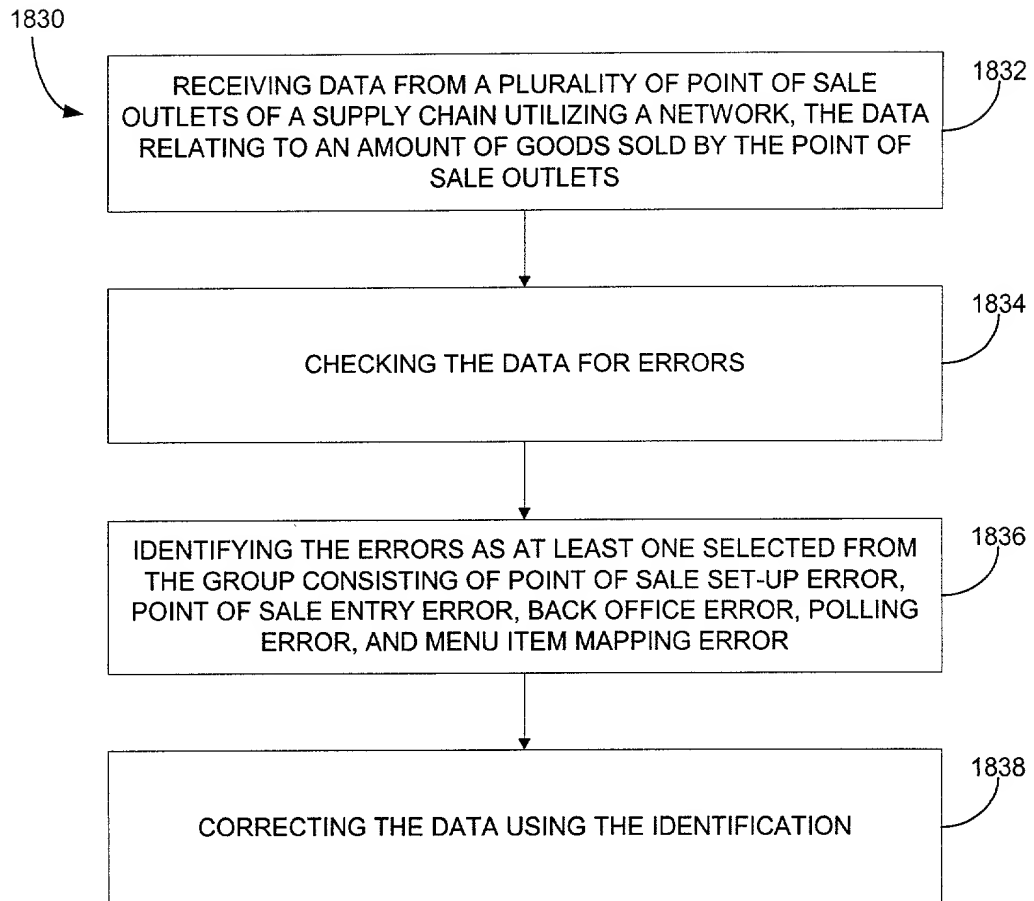 1830
RECEIVING DATA FROM A PLURALITY OF POINT OF SALE
OUTLETS OF A SUPPLY CHAIN UTILIZING A NETWORK, THE DATA
RELATING TO AN AMOUNT OF GOODS SOLD BY THE POINT OF
SALE OUTLETS
1832
CHECKING THE DATA FOR ERRORS
1834
IDENTIFYING THE ERRORS AS AT LEAST ONE SELECTED FROM
THE GROUP CONSISTING OF POINT OF SALE SET-UP ERROR,
POINT OF SALE ENTRY ERROR, BACK OFFICE ERROR, POLLING
ERROR, AND MENU ITEM MAPPING ERROR
1836
CORRECTING THE DATA USING THE IDENTIFICATION
1838